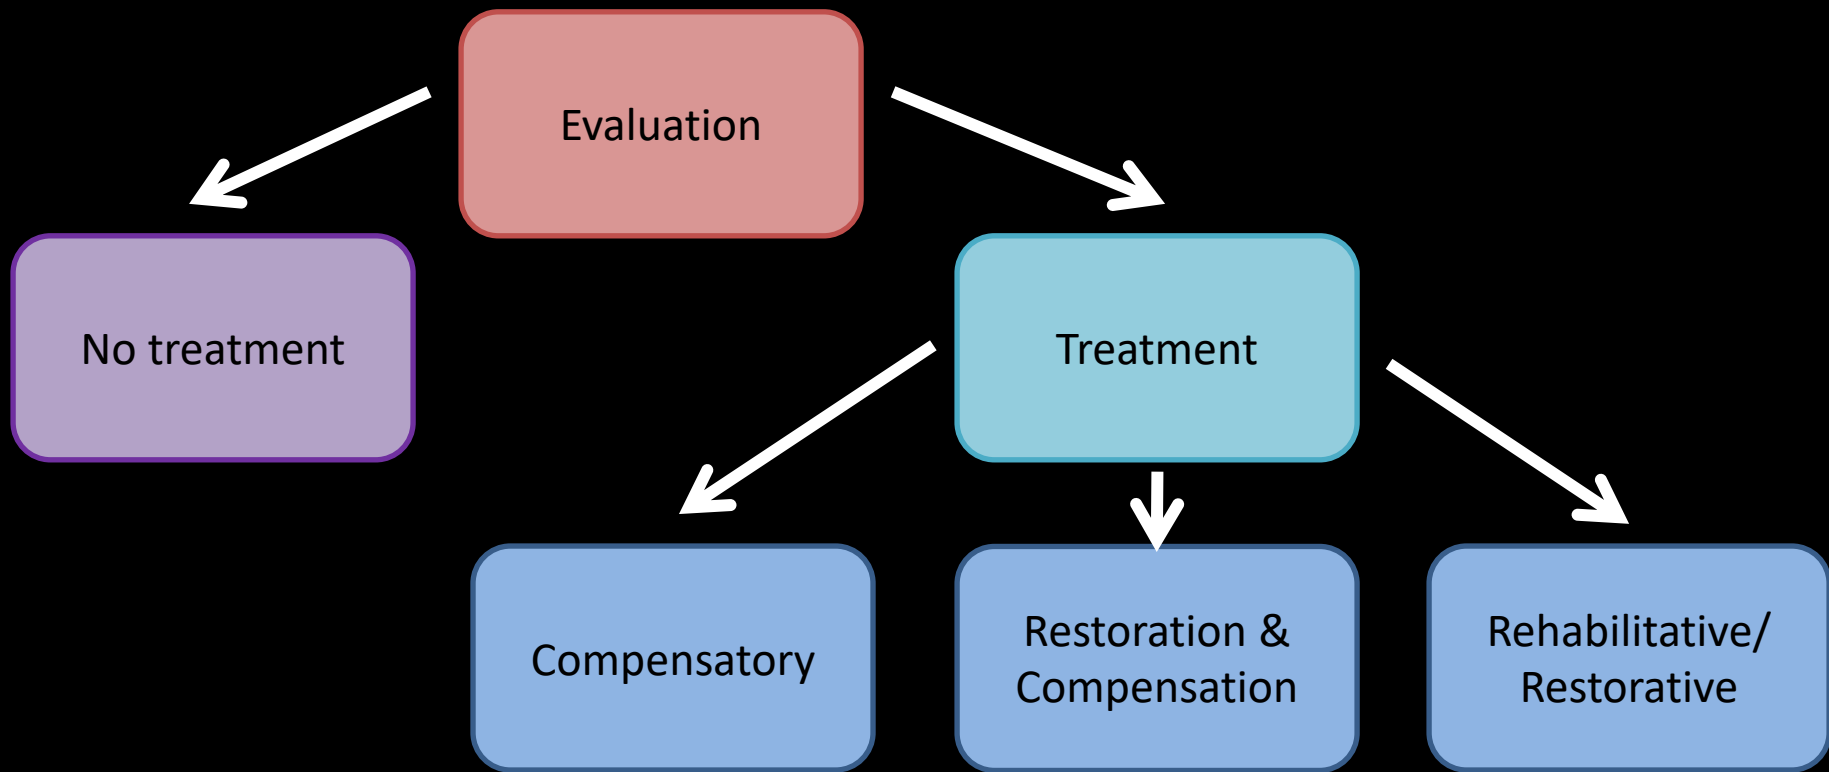 Evaluation
No treatment
Treatment
Compensatory
Restoration &
Compensation
Rehabilitative/
Restorative